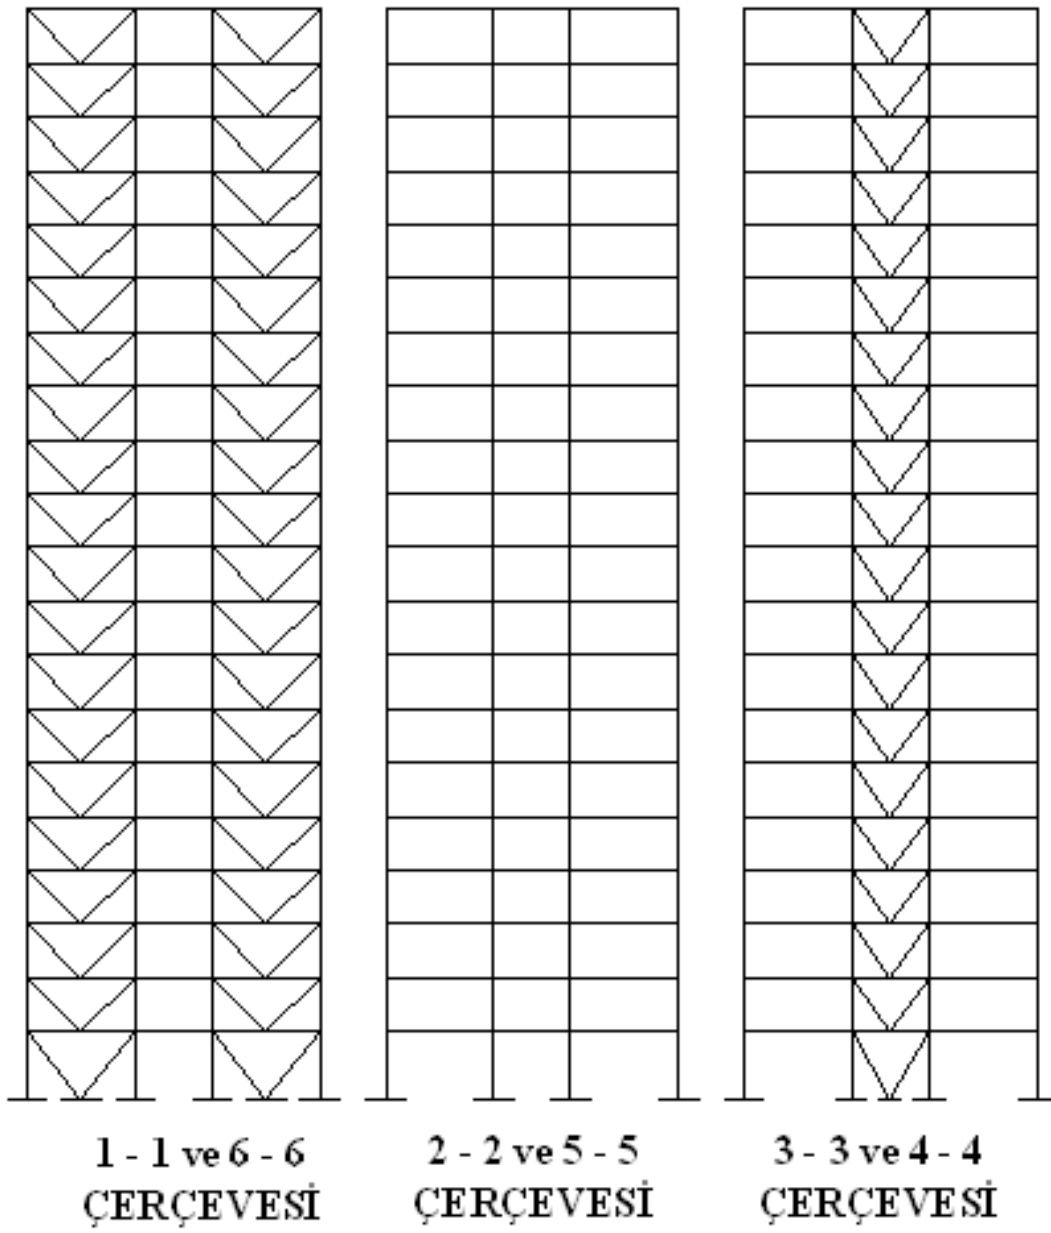 1 - 1 ve 6 - 6
ÇERÇEVESİ
2 - 2 ve 5 - 5
ÇERÇEVESİ
3 - 3 ve 4 - 4
ÇERÇEVESİ